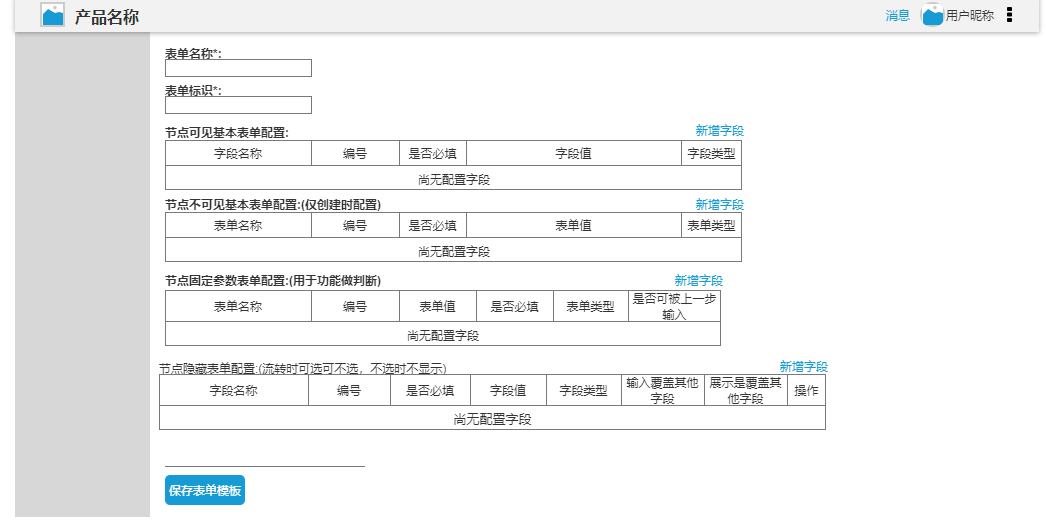 产品名称 消息 用户昵称
表单名称*:
表单标识*:
节点可见基本表单配置: 新增字段
字段名称 编号 是否必填 字段值 字段类型
尚无配置字段
节点不可见基本表单配置:(仅创建时配置) 新增字段
表单名称 编号 是否必填 表单值 表单类型
尚无配置字段
节点固定参数表单配置:(用于功能做判断) 新增字段
表单名称 编号 表单值 是否必填 表单类型 是否可被上一步
输入
尚无配置字段
节点隐藏表单配置:(流转时可选可不选，不选时不显示) 新增字段
字段名称 编号 是否必填 字段值 字段类型 输入覆盖其他 展示是覆盖其 操作
字段 他字段
尚无配置字段
保存表单模板